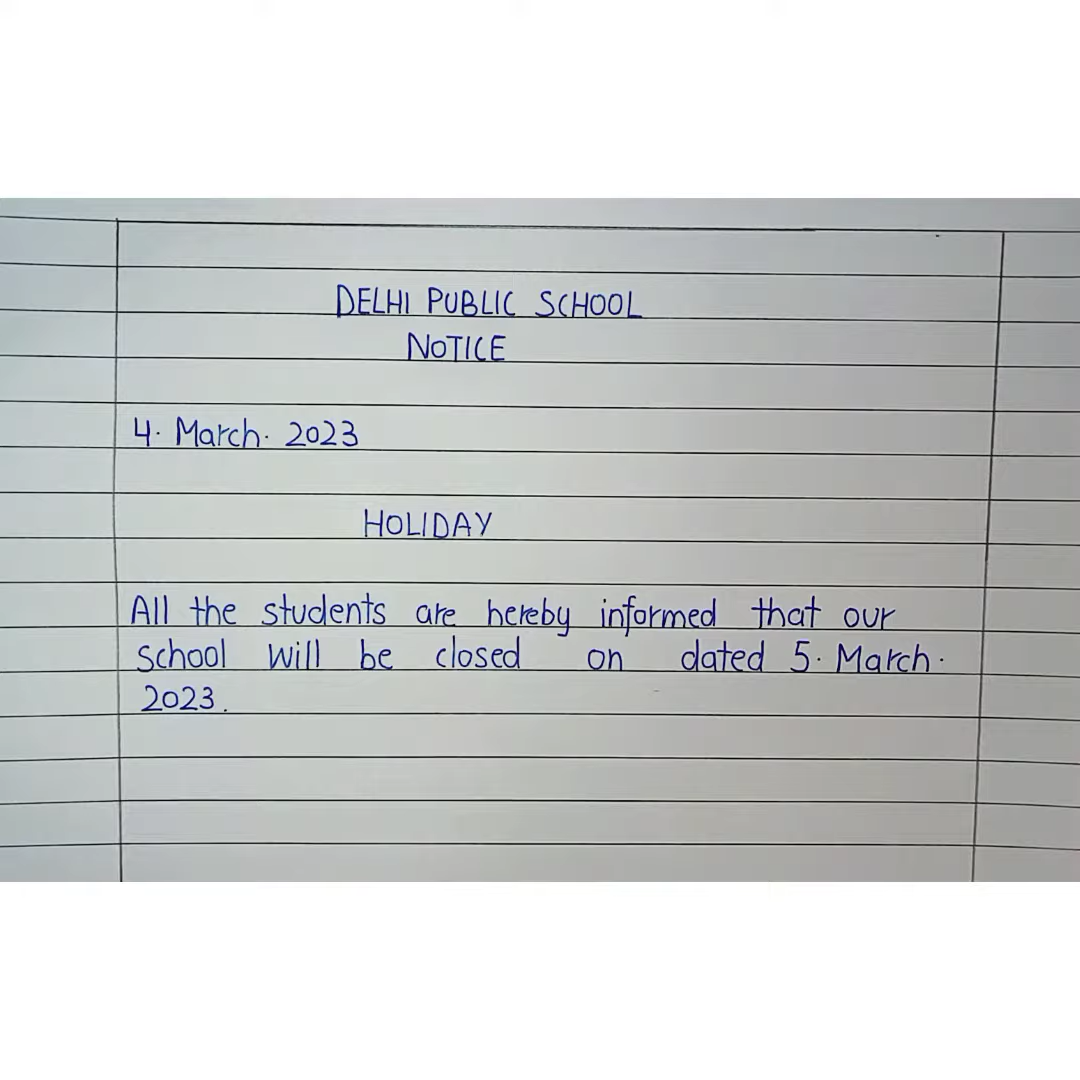 DELHI PUBLIC SCHOOL
NOTICE
4. March. 2023
HOLIDAY
All the students are hereby informed that our
school will be closed on dated 5. March.
2023.